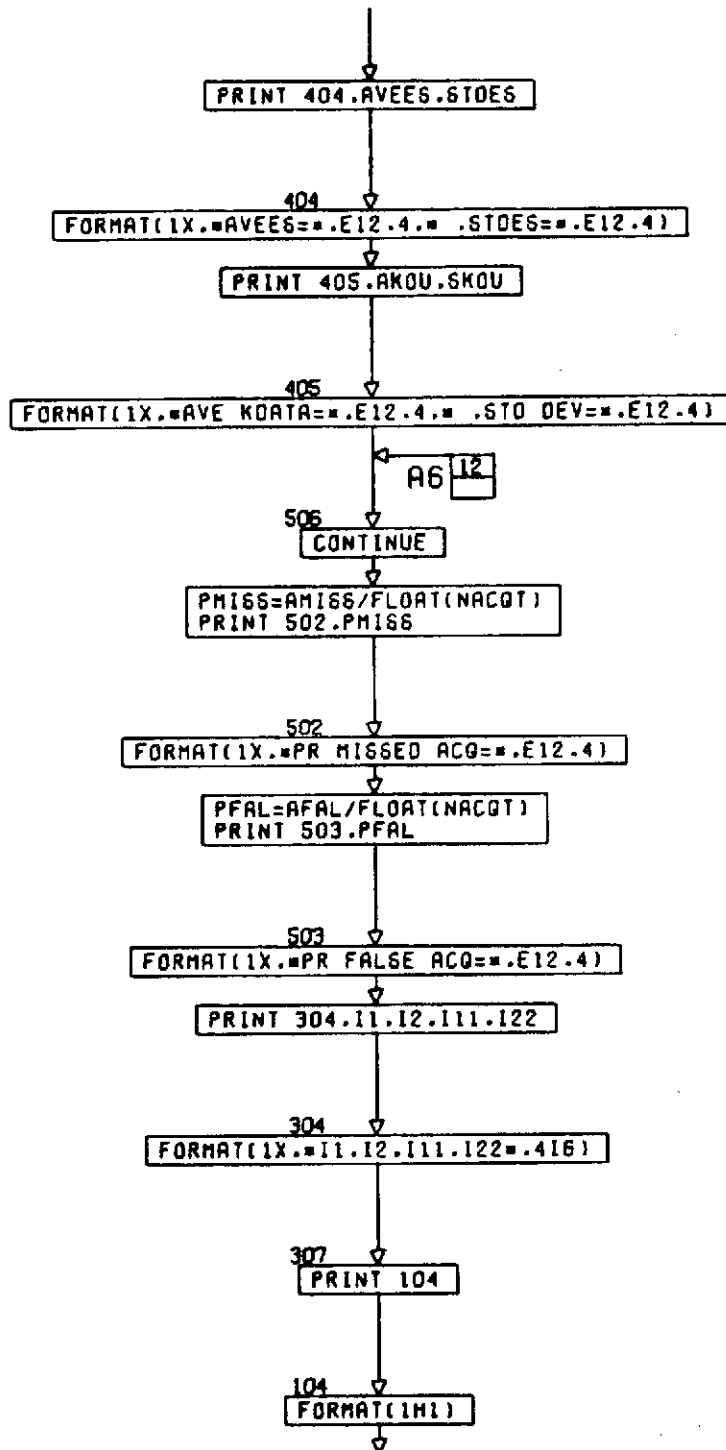 PRINT 404.AVEES.STDES
404
FORMAT(1X.*AVEES=*.E12.4.* .STDES=*.E12.4)
PRINT 405.AKOU.SKOU
405
FORMAT(1X.*AVE KDATA=*.E12.4.* .STD DEV=*.E12.4)
A6 12
506
CONTINUE
PMISS=AMISS/FLOAT(NACQT)
PRINT 502.PMISS
502
FORMAT(1X.*PR MISSED ACQ=*.E12.4)
PFAL=AFAL/FLOAT(NACQT)
PRINT 503.PFAL
503
FORMAT(1X.*PR FALSE ACQ=*.E12.4)
PRINT 304.I1.I2.I11.I22
304
FORMAT(1X.*I1.I2.I11.I22*.4I6)
307
PRINT 104
104
FORMAT(1H1)